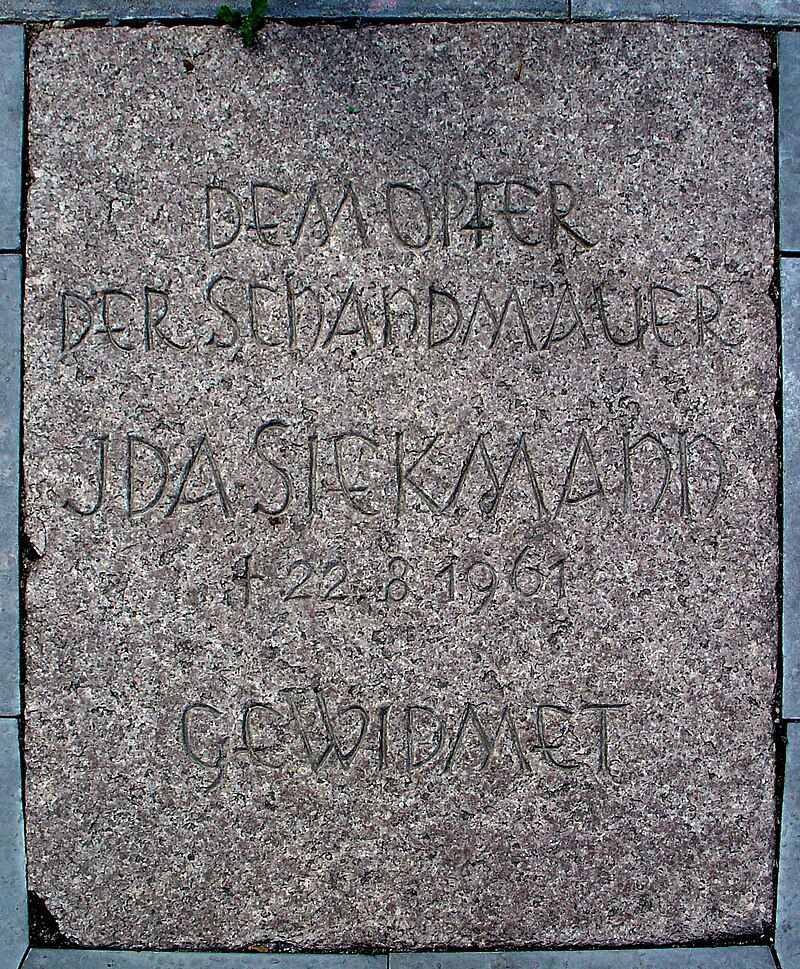 DEM OPFER
DER SCHANDMAUER
IDA SIEKMANN
† 22.8 1961
GEWIDMET